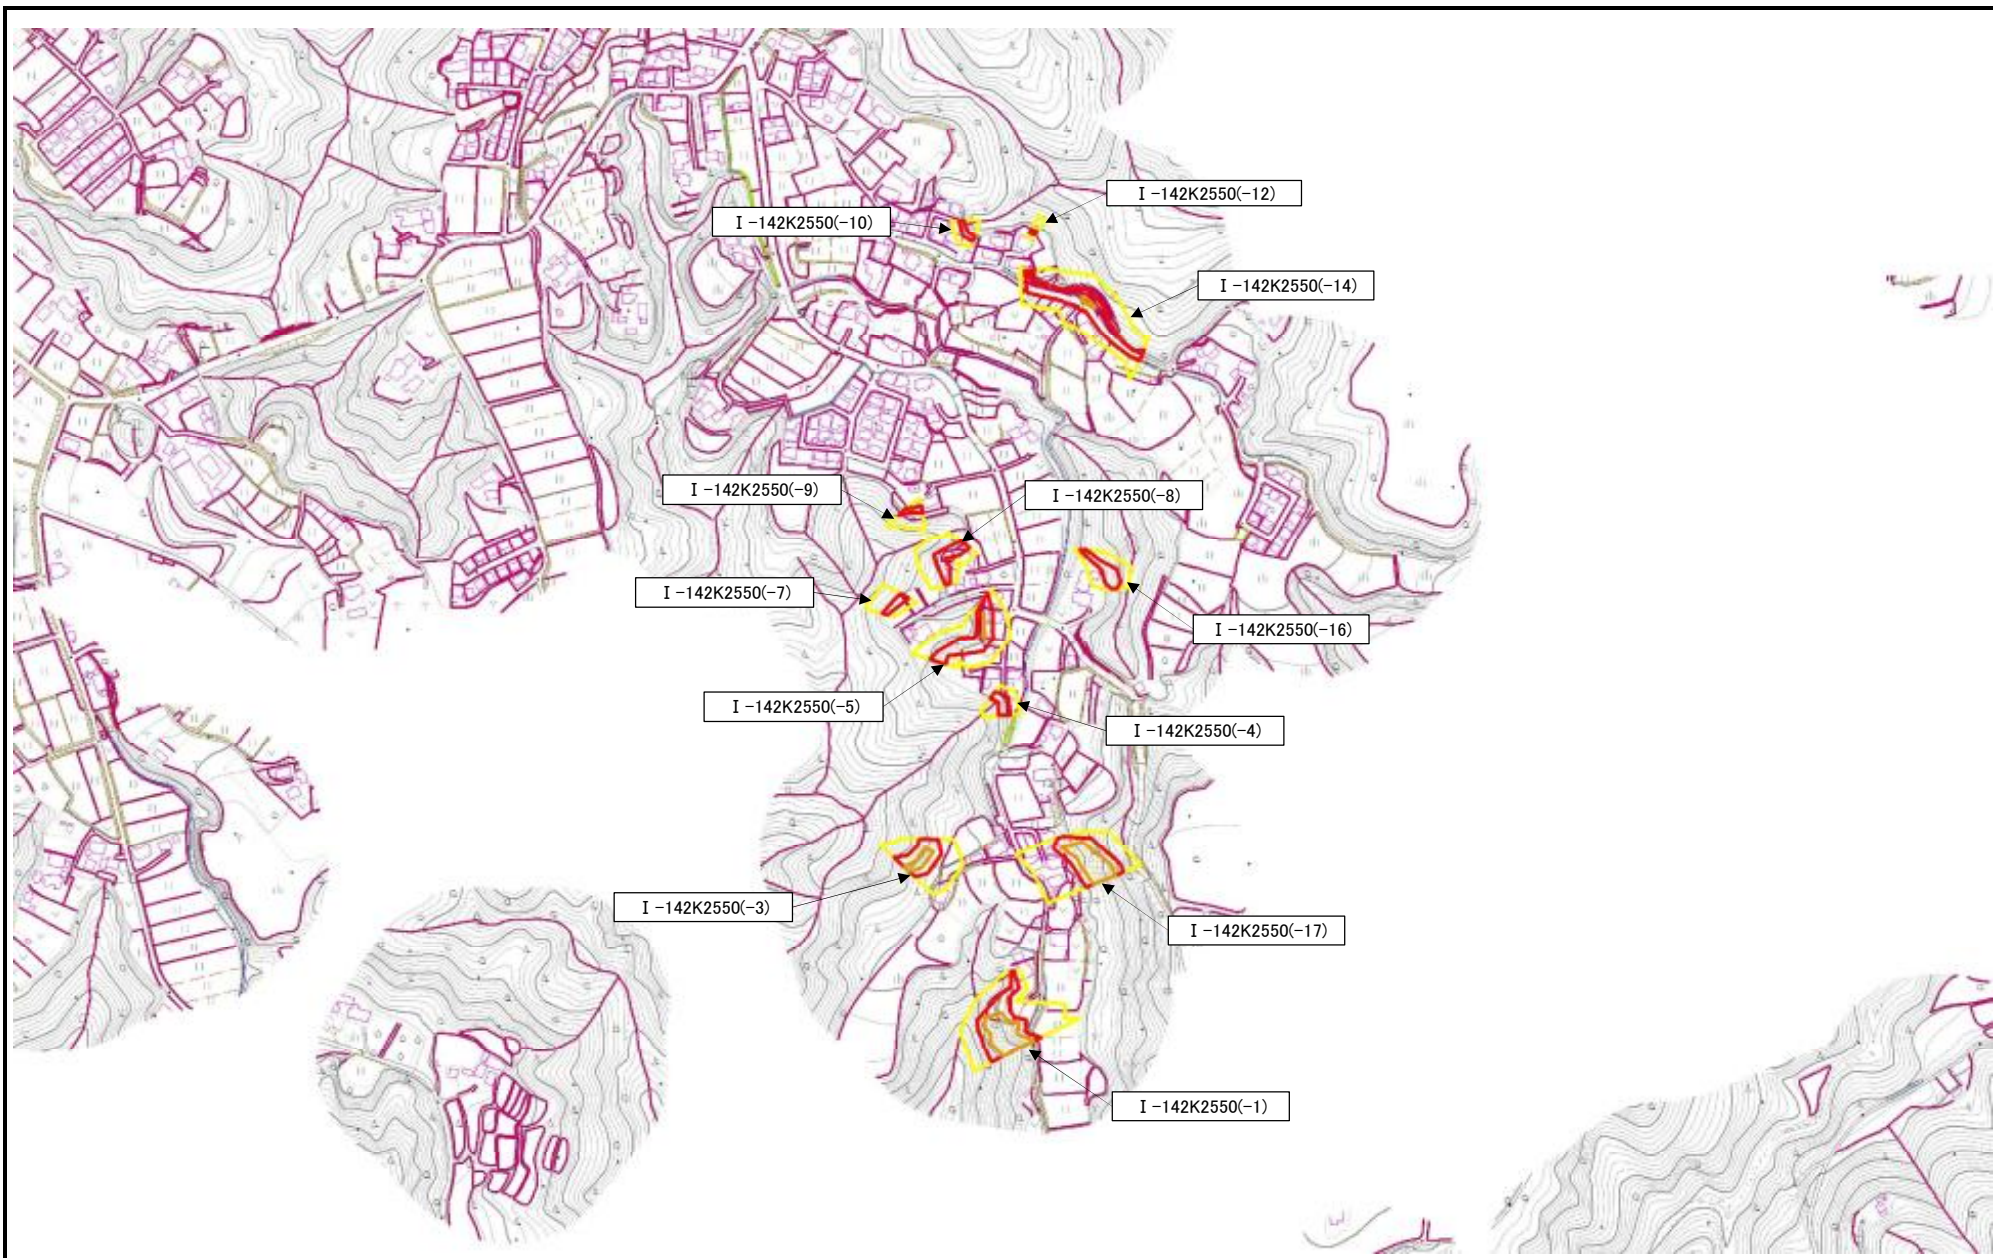 Ⅰ-142K2550(-12)
Ⅰ-142K2550(-10)
Ⅰ-142K2550(-14)
Ⅰ-142K2550(-9)
Ⅰ-142K2550(-8)
Ⅰ-142K2550(-7)
Ⅰ-142K2550(-16)
Ⅰ-142K2550(-5)
Ⅰ-142K2550(-4)
Ⅰ-142K2550(-3)
Ⅰ-142K2550(-17)
Ⅰ-142K2550(-1)